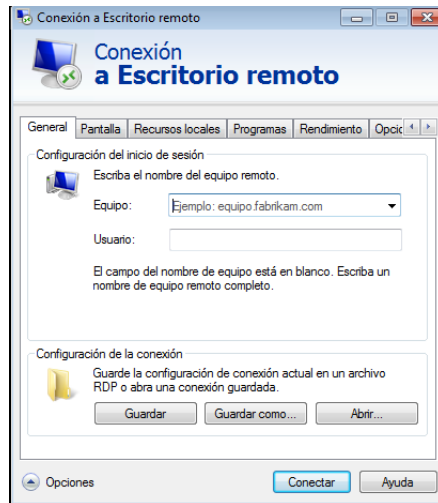 Conexión a Escritorio remoto
Conexión
a Escritorio remoto
General Pantalla Recursos locales Programas Rendimiento Opcic
Configuración del inicio de sesión
Escriba el nombre del equipo remoto.
Equipo: Ejemplo: equipo.fabrikam.com
Usuario:
El campo del nombre de equipo está en blanco. Escriba un
nombre de equipo remoto completo.
Configuración de la conexión
Guarde la configuración de conexión actual en un archivo
RDP o abra una conexión guardada.
Guardar Guardar como... Abrir...
Opciones Conectar Ayuda